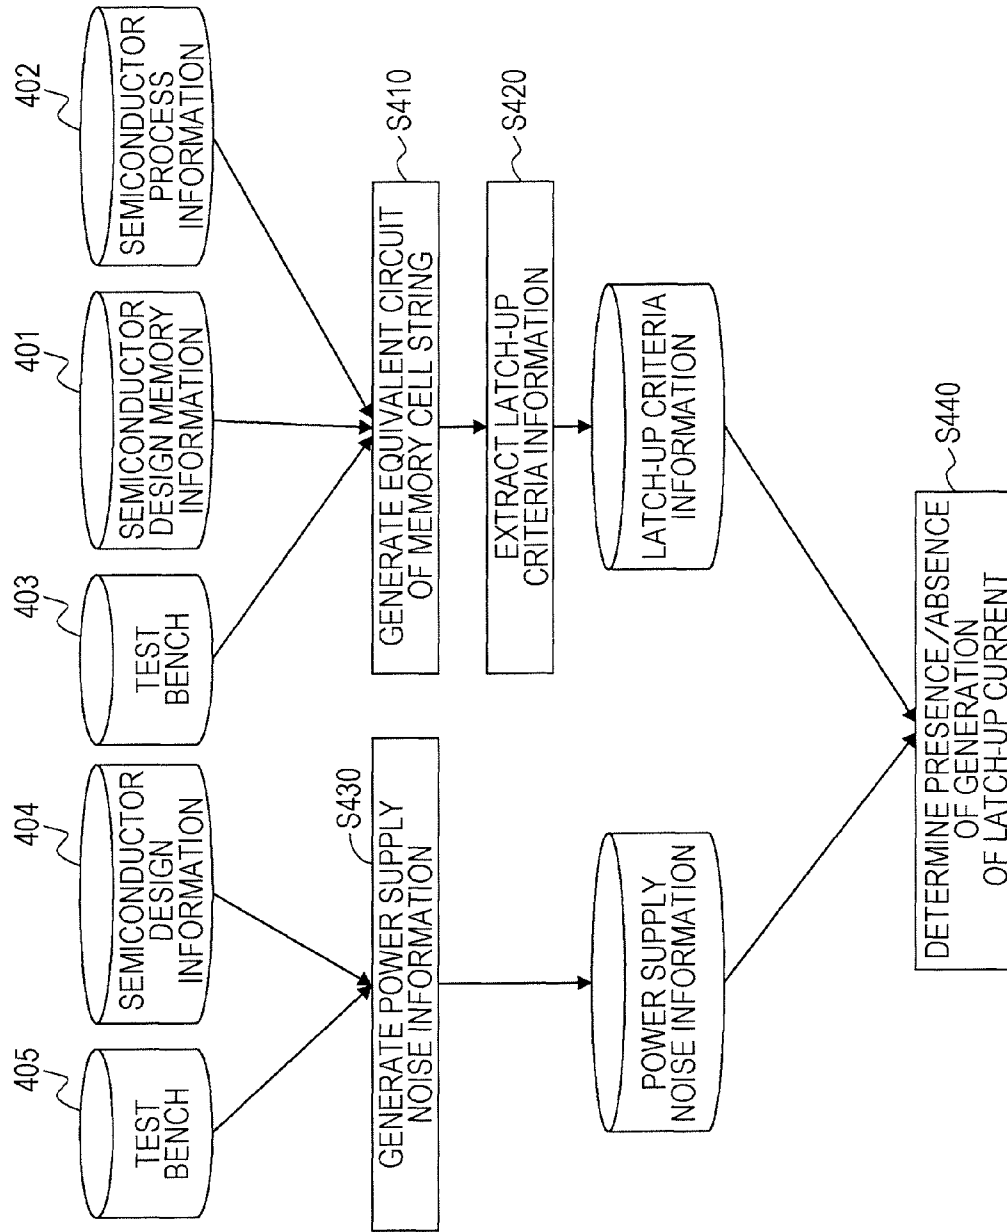 405
TEST
BENCH
404
SEMICONDUCTOR
DESIGN
INFORMATION
403
TEST
BENCH
401
SEMICONDUCTOR
DESIGN MEMORY
INFORMATION
402
SEMICONDUCTOR
PROCESS
INFORMATION
S430
GENERATE POWER SUPPLY
NOISE INFORMATION
S410
GENERATE EQUIVALENT CIRCUIT
OF MEMORY CELL STRING
S420
EXTRACT LATCH-UP
CRITERIA INFORMATION
POWER SUPPLY
NOISE INFORMATION
LATCH-UP CRITERIA
INFORMATION
S440
DETERMINE PRESENCE/ABSENCE
OF GENERATION
OF LATCH-UP CURRENT